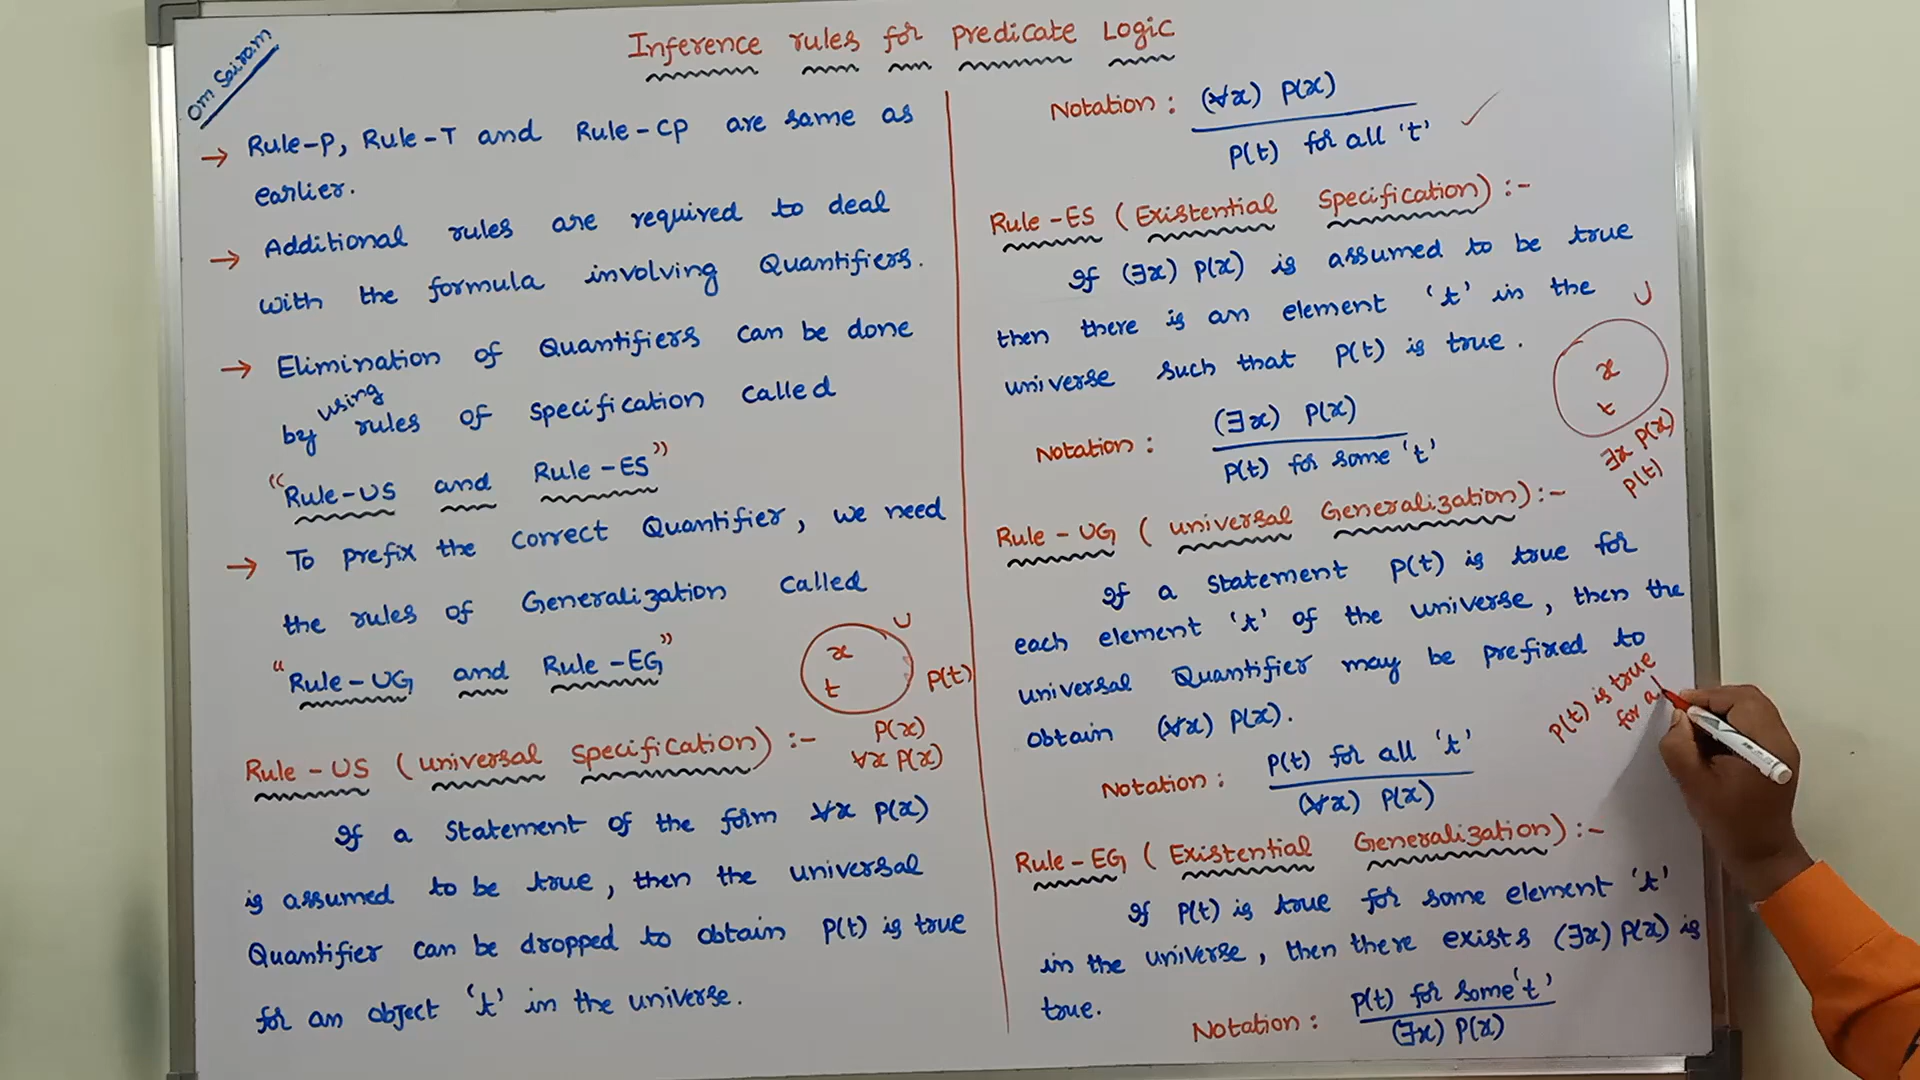 Om Sairam
Inference rules for predicate Logic
→ Rule-P, Rule-T and Rule-CP are same as
earlier.
→ Additional rules are required to deal
with the formula involving Quantifiers.
→ Elimination of Quantifiers can be done
by using rules of specification called
"Rule-US and Rule-ES"
→ To prefix the correct Quantifier, we need
the rules of Generalization called
"Rule-UG and Rule-EG"
U
x
t
P(t)
P(x)
∀x P(x)
Rule-US (universal Specification) :-
If a statement of the form ∀x P(x)
is assumed to be true, then the universal
Quantifier can be dropped to obtain P(t) is true
for an object 't' in the universe.
Notation : (∀x) P(x)
P(t) for all 't' ✓
Rule-ES (Existential Specification) :-
If (∃x) P(x) is assumed to be true
then there is an element 't' in the
universe such that P(t) is true.
U
x
t
∃x P(x)
P(t)
Notation : (∃x) P(x)
P(t) for some 't'
Rule-UG (universal Generalization) :-
If a statement P(t) is true for
each element 't' of the universe, then the
universal Quantifier may be prefixed to
obtain (∀x) P(x).
P(t) is true
for al
Notation : P(t) for all 't'
(∀x) P(x)
Rule-EG (Existential Generalization) :-
If P(t) is true for some element 't'
in the universe, then there exists (∃x) P(x) is
true.
Notation : P(t) for some 't'
(∃x) P(x)